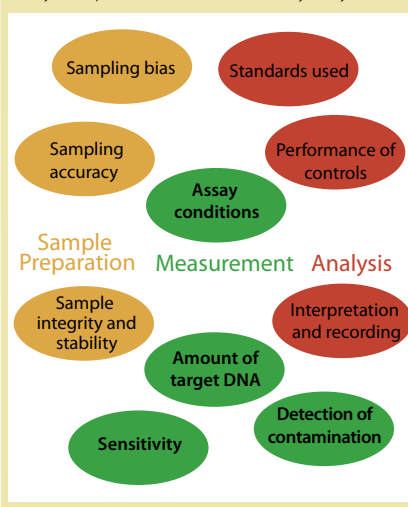 Sampling bias
Standards used
Sampling
accuracy
Performance of
controls
Assay
conditions
Sample
Preparation
Measurement
Analysis
Sample
integrity and
stability
Interpretation
and recording
Amount of
target DNA
Detection of
contamination
Sensitivity